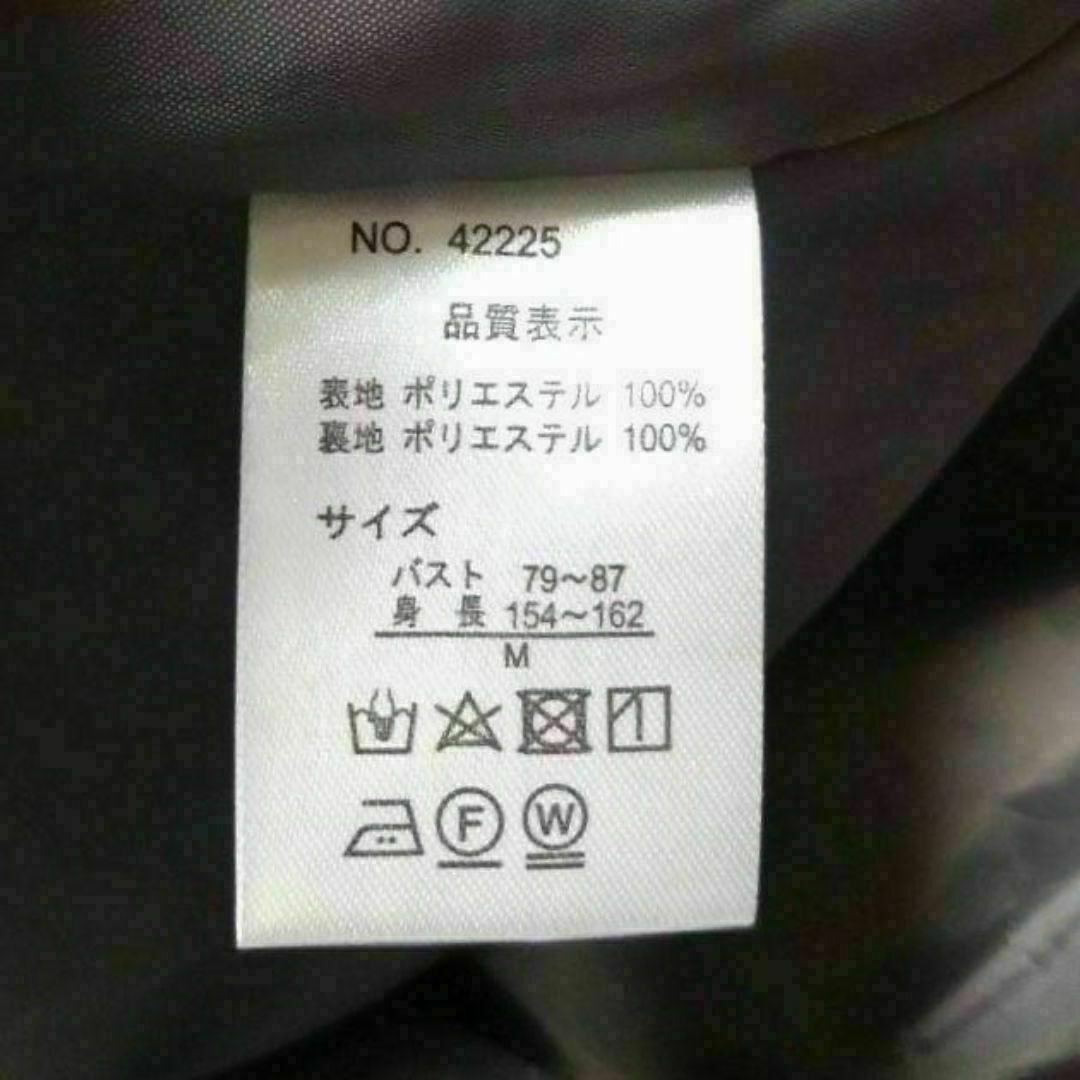 NO. 42225
品質表示
表地 ポリエステル 100%
裏地 ポリエステル 100%
サイズ
バスト 79〜87
身 長 154〜162
M
F W